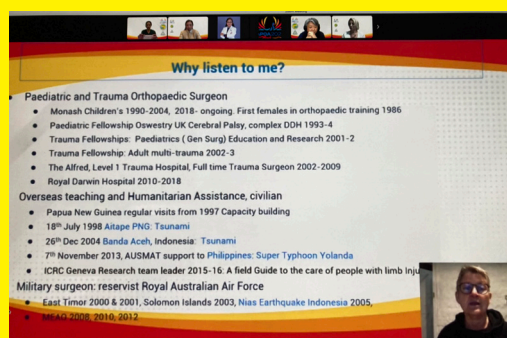 Why listen to me?
Paediatric and Trauma Orthopaedic Surgeon
Monash Children's 1990-2004, 2018- ongoing. First females in orthopaedic training 1986
Paediatric Fellowship Oswestry UK Cerebral Palsy, complex DDH 1993-4
Trauma Fellowships: Paediatrics ( Gen Surg) Education and Research 2001-2
Trauma Fellowship: Adult multi-trauma 2002-3
The Alfred, Level 1 Trauma Hospital, Full time Trauma Surgeon 2002-2009
Royal Darwin Hospital 2010-2018
Overseas teaching and Humanitarian Assistance, civilian
Papua New Guinea regular visits from 1997 Capacity building
18th July 1998 Aitape PNG: Tsunami
26th Dec 2004 Banda Aceh, Indonesia: Tsunami
7th November 2013, AUSMAT support to Philippines: Super Typhoon Yolanda
ICRC Geneva Research team leader 2015-16: A field Guide to the care of people with limb Inju
Military surgeon: reservist Royal Australian Air Force
East Timor 2000 & 2001, Solomon Islands 2003, Nias Earthquake Indonesia 2005,
MEAO 2008, 2010, 2012